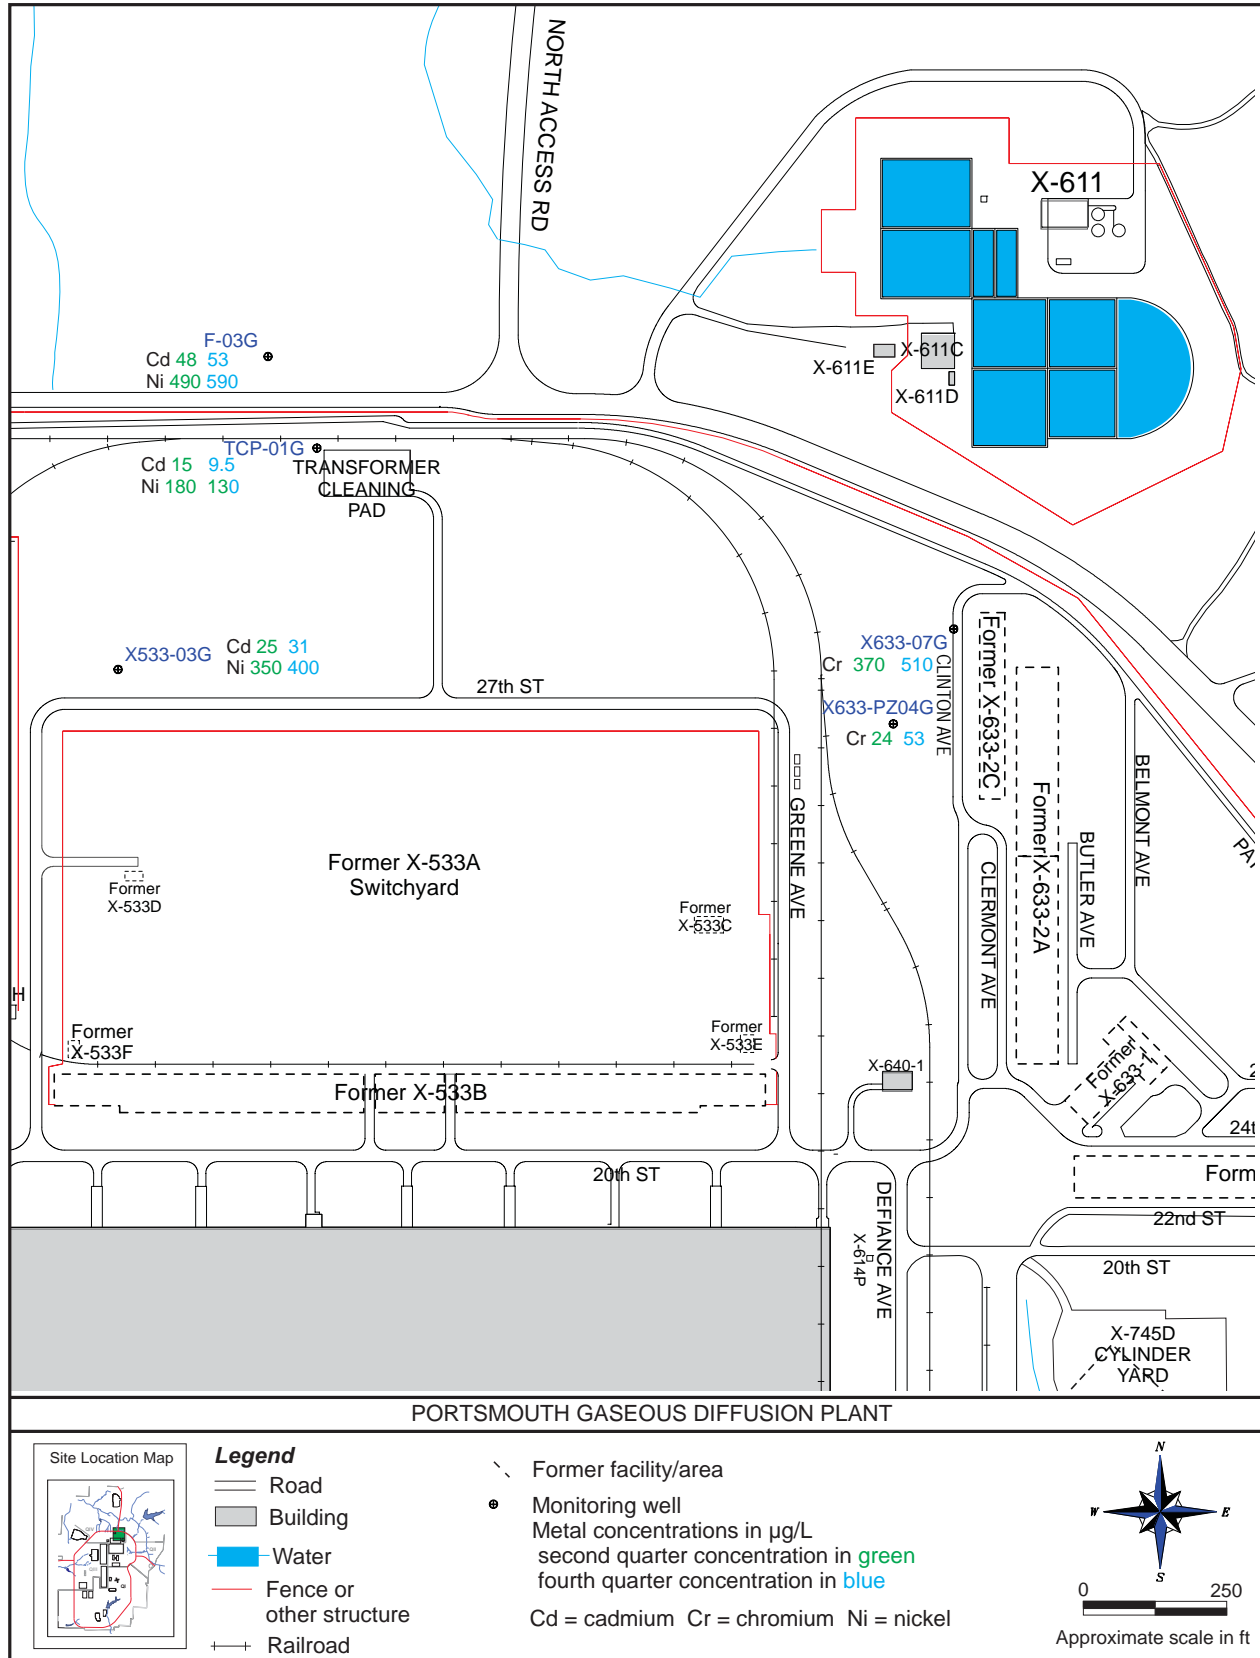 NORTH ACCESS RD
X-611
F-03G
Cd 48 53
Ni 490 590
X-611E
X-611C
X-611D
TCP-01G
Cd 15 9.5
Ni 180 130
TRANSFORMER
CLEANING
PAD
X533-03G
Cd 25 31
Ni 350 400
27th ST
X633-07G
Cr 370 510
X633-PZ04G
Cr 24 53
CLINTON AVE
Former X-633-2C
Former X-633-2A
BELMONT AVE
BUTLER AVE
CLERMONT AVE
GREENE AVE
PA
Former X-533A
Switchyard
Former
X-533D
Former
X-533C
H
Former
X-533F
Former
X-533E
Former X-533B
X-640-1
Former
X-633-1
2
24t
20th ST
Form
22nd ST
DEFIANCE AVE
X-614P
20th ST
X-745D
CYLINDER
YARD
PORTSMOUTH GASEOUS DIFFUSION PLANT
Site Location Map
Legend
Road
Building
Water
Fence or
other structure
Railroad
Former facility/area
Monitoring well
Metal concentrations in µg/L
second quarter concentration in green
fourth quarter concentration in blue
Cd = cadmium Cr = chromium Ni = nickel
N
W E
S
0 250
Approximate scale in ft